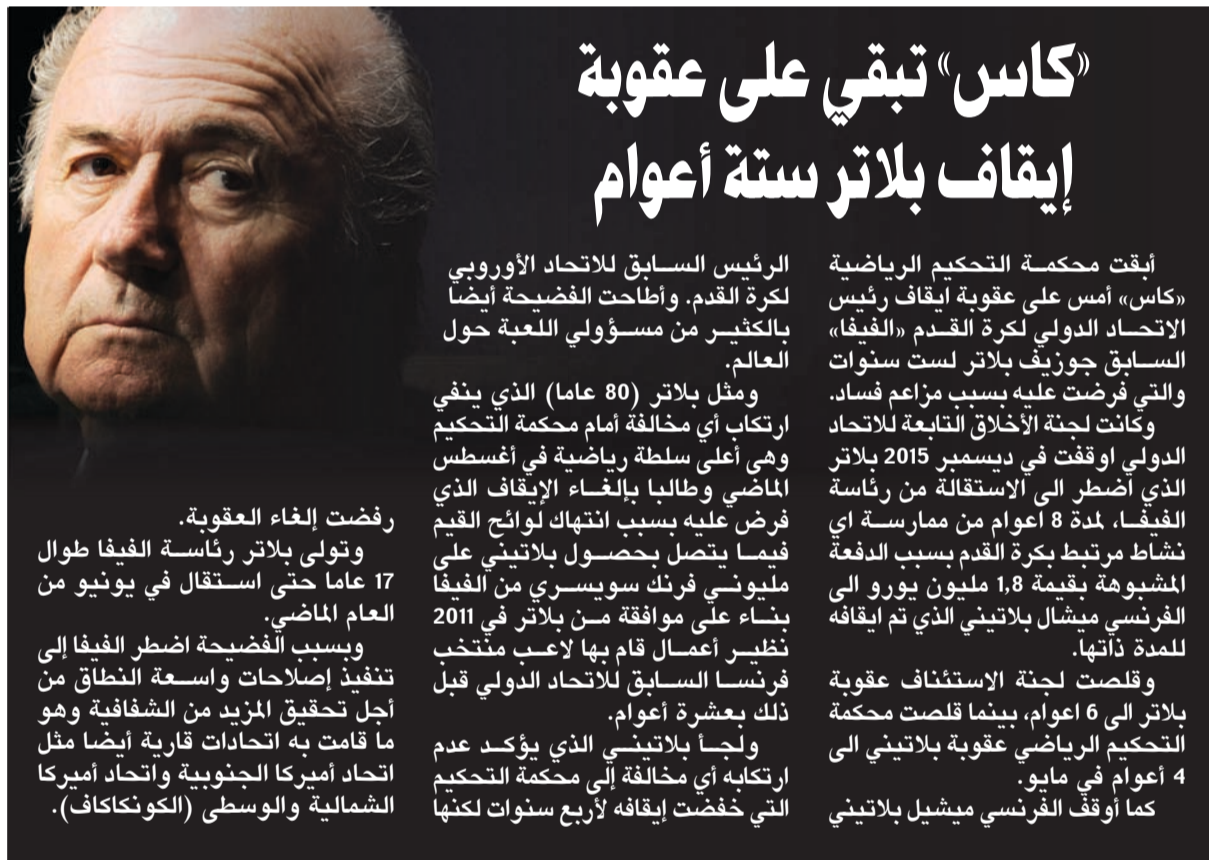 «كاس» تبقي على عقوبة
إيقاف بلاتر ستة أعوام
أبقت محكمة التحكيم الرياضية
«كاس» أمس على عقوبة ايقاف رئيس
الاتحاد الدولي لكرة القدم «الفيفا»
السابق جوزيف بلاتر لست سنوات
والتي فرضت عليه بسبب مزاعم فساد.
وكانت لجنة الأخلاق التابعة للاتحاد
الدولي اوقفت في ديسمبر 2015 بلاتر
الذي اضطر الى الاستقالة من رئاسة
الفيفا، لمدة 8 اعوام من ممارسة اي
نشاط مرتبط بكرة القدم بسبب الدفعة
المشبوهة بقيمة 1,8 مليون يورو الى
الفرنسي ميشال بلاتيني الذي تم ايقافه
للمدة ذاتها.
وقلصت لجنة الاستئناف عقوبة
بلاتر الى 6 اعوام، بينما قلصت محكمة
التحكيم الرياضي عقوبة بلاتيني الى
4 أعوام في مايو.
كما أوقف الفرنسي ميشيل بلاتيني
الرئيس السابق للاتحاد الأوروبي
لكرة القدم. وأطاحت الفضيحة أيضا
بالكثير من مسؤولي اللعبة حول
العالم.
ومثل بلاتر (80 عاما) الذي ينفي
ارتكاب أي مخالفة أمام محكمة التحكيم
وهى أعلى سلطة رياضية في أغسطس
الماضي وطالبا بإلغاء الإيقاف الذي
فرض عليه بسبب انتهاك لوائح القيم
فيما يتصل بحصول بلاتيني على
مليوني فرنك سويسري من الفيفا
بناء على موافقة من بلاتر في 2011
نظير أعمال قام بها لاعب منتخب
فرنسا السابق للاتحاد الدولي قبل
ذلك بعشرة أعوام.
ولجأ بلاتيني الذي يؤكد عدم
ارتكابه أي مخالفة إلى محكمة التحكيم
التي خفضت إيقافه لأربع سنوات لكنها
رفضت إلغاء العقوبة.
وتولى بلاتر رئاسة الفيفا طوال
17 عاما حتى استقال في يونيو من
العام الماضي.
وبسبب الفضيحة اضطر الفيفا إلى
تنفيذ إصلاحات واسعة النطاق من
أجل تحقيق المزيد من الشفافية وهو
ما قامت به اتحادات قارية أيضا مثل
اتحاد أميركا الجنوبية واتحاد أميركا
الشمالية والوسطى (الكونكاكاف).